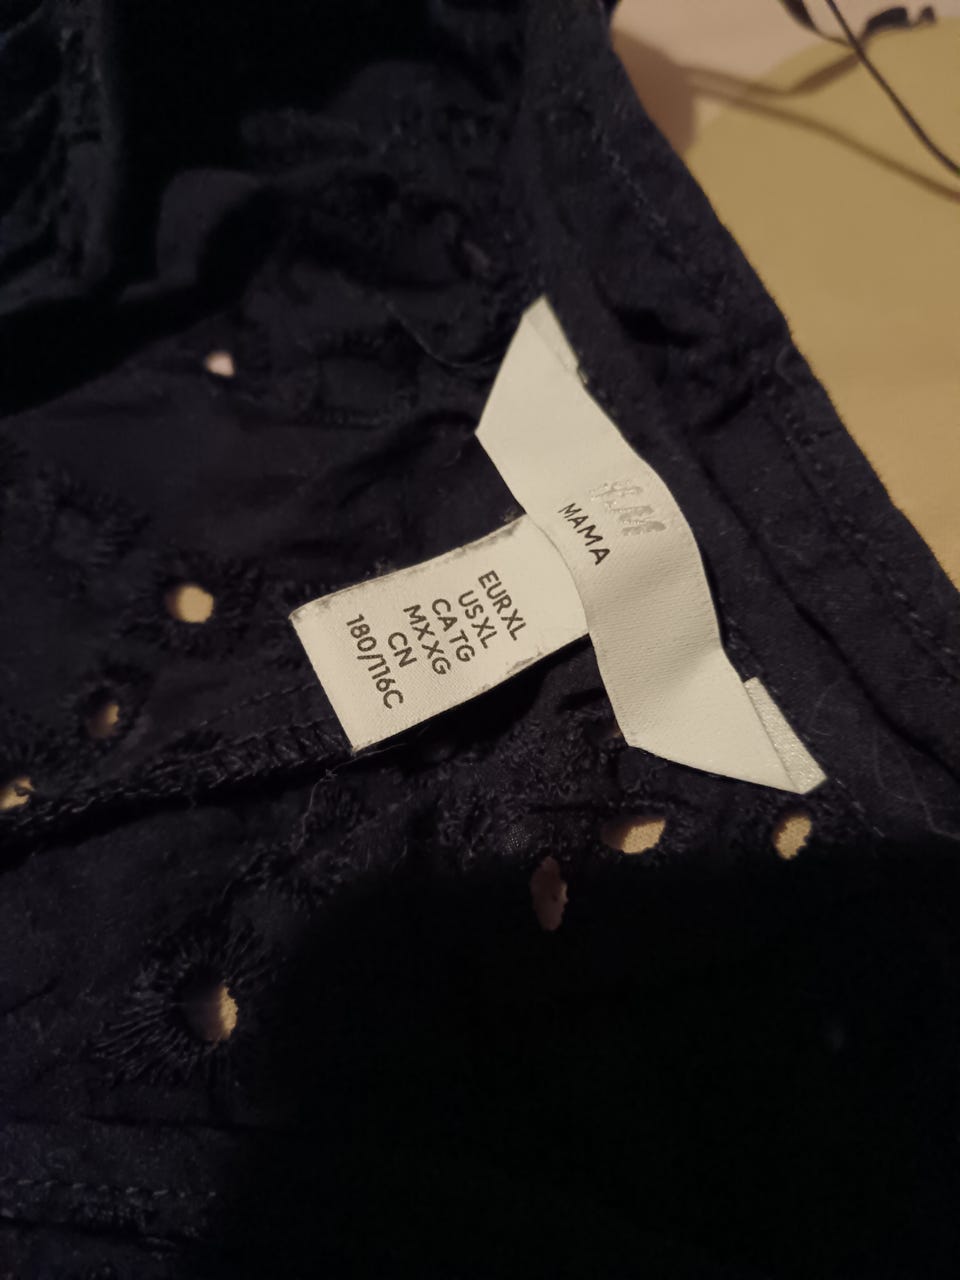 H&M
MAMA
EUR XL
US XL
CA TG
MX XG
CN
180/116C